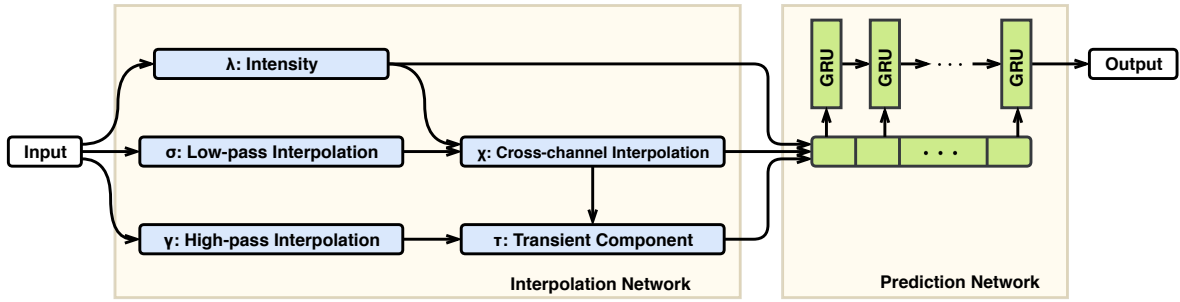 Input
λ: Intensity
σ: Low-pass Interpolation
χ: Cross-channel Interpolation
γ: High-pass Interpolation
τ: Transient Component
Interpolation Network
GRU
GRU
· · ·
GRU
Output
· · ·
Prediction Network